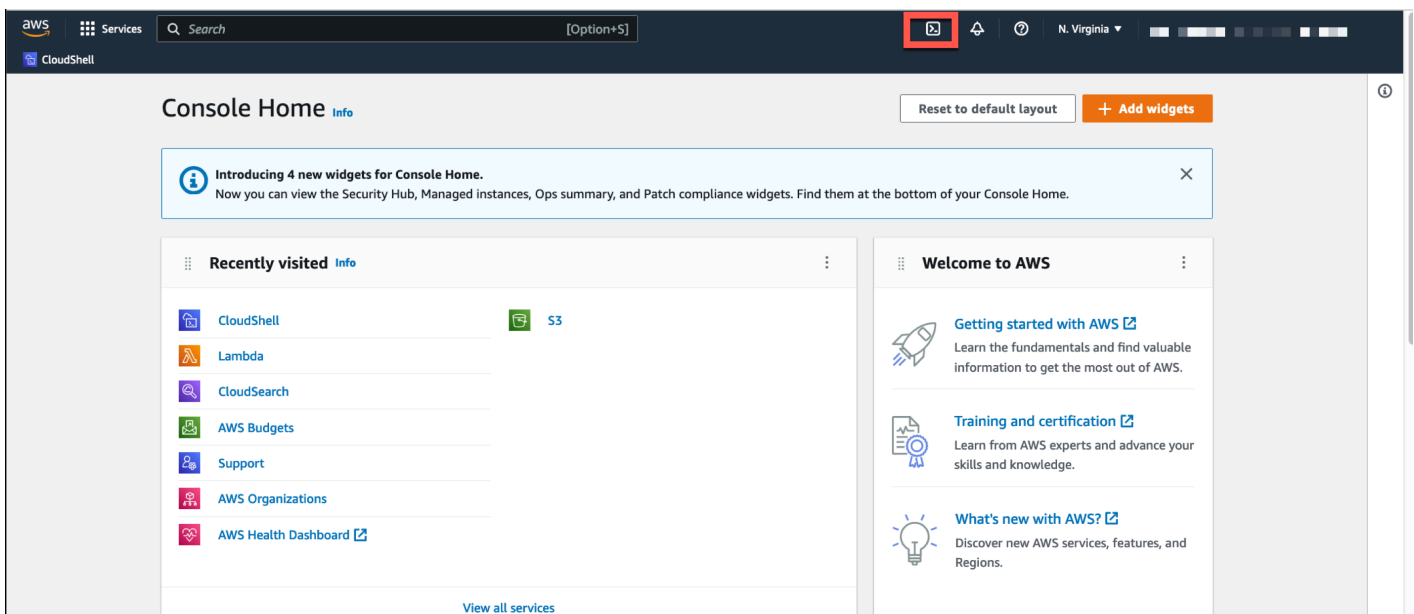 aws
Services
Search
[Option+S]
N. Virginia
CloudShell
Console Home Info
Reset to default layout
+ Add widgets
Introducing 4 new widgets for Console Home.
Now you can view the Security Hub, Managed instances, Ops summary, and Patch compliance widgets. Find them at the bottom of your Console Home.
Recently visited Info
CloudShell
Lambda
CloudSearch
AWS Budgets
Support
AWS Organizations
AWS Health Dashboard
S3
View all services
Welcome to AWS
Getting started with AWS
Learn the fundamentals and find valuable
information to get the most out of AWS.
Training and certification
Learn from AWS experts and advance your
skills and knowledge.
What's new with AWS?
Discover new AWS services, features, and
Regions.